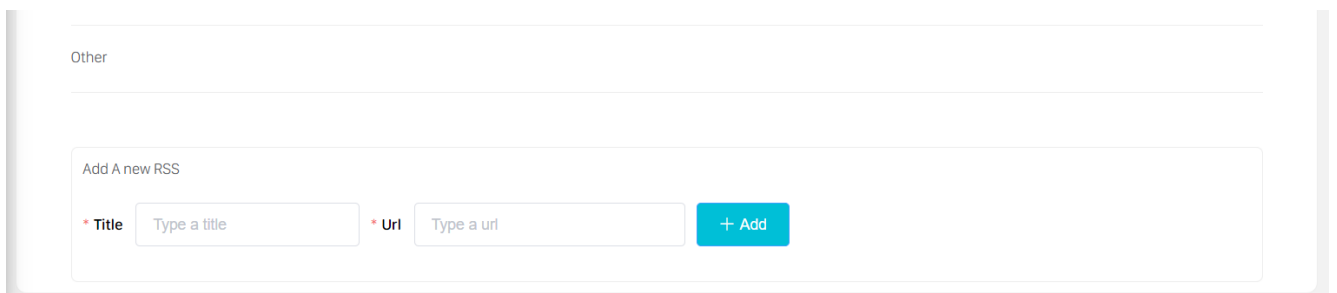 Other
Add A new RSS
* Title Type a title * Url Type a url + Add